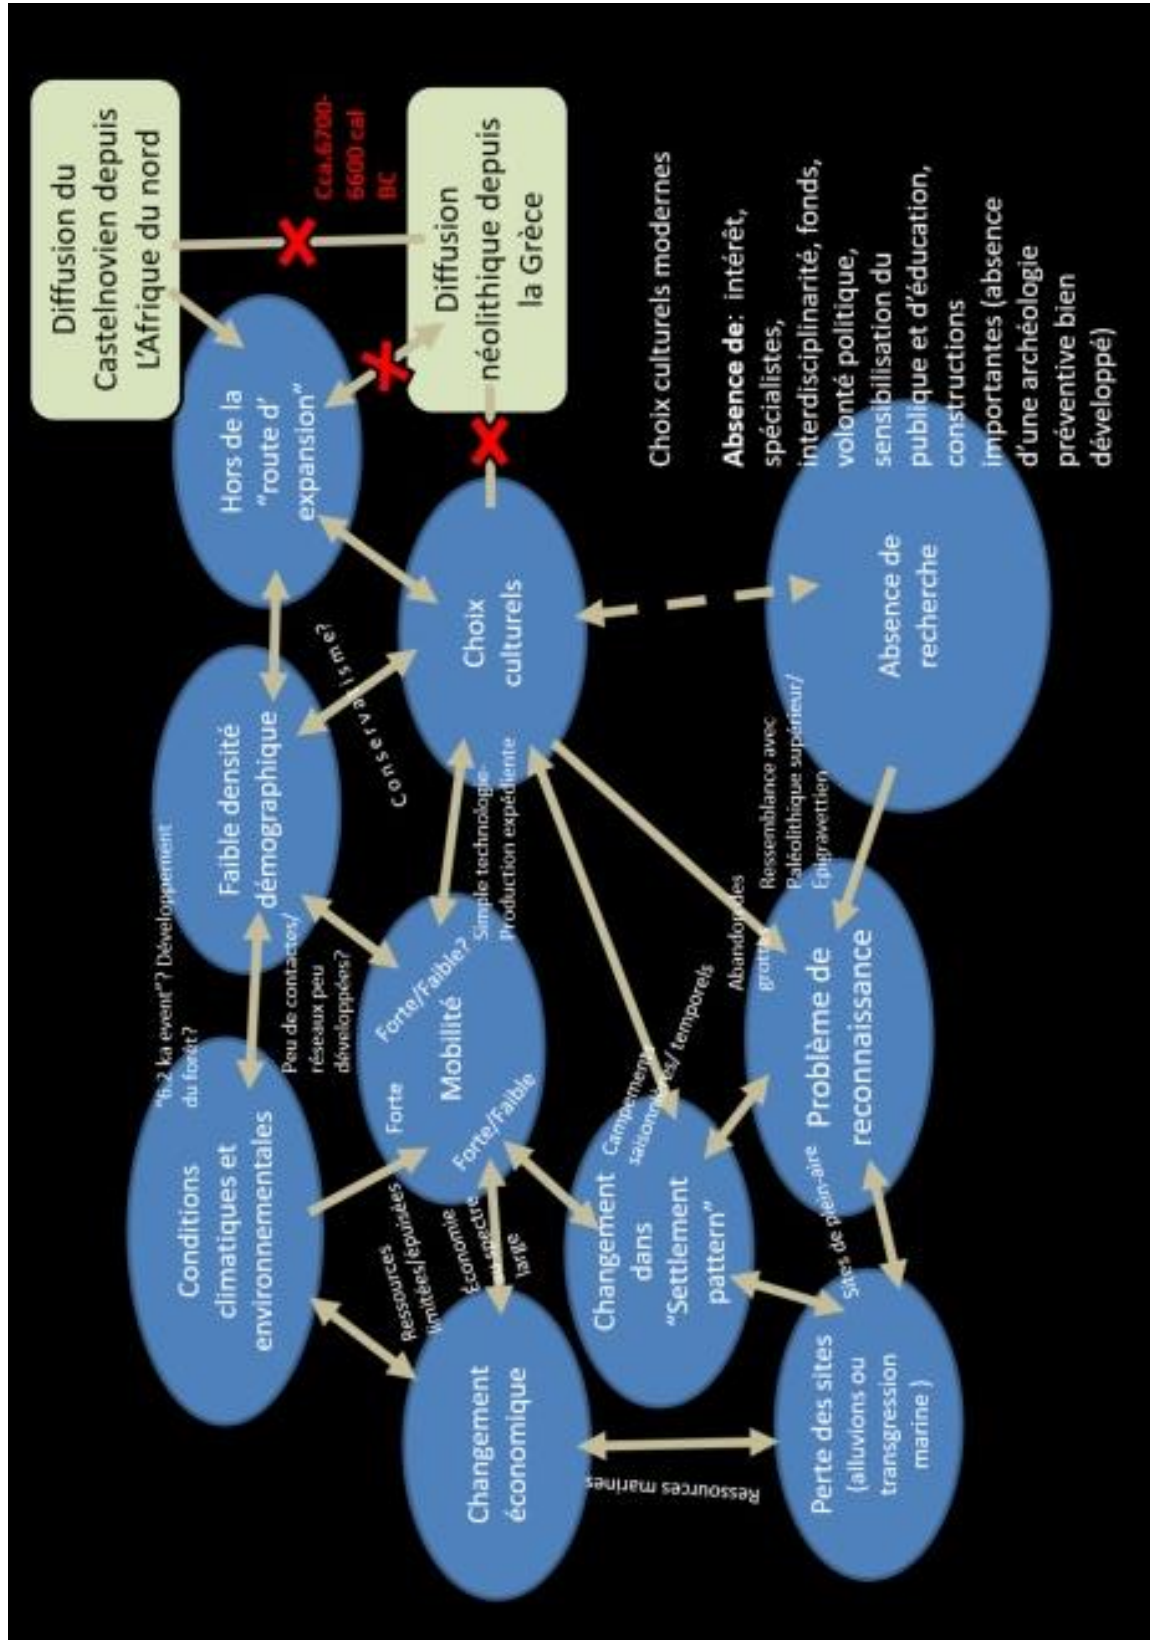 Diffusion du
Castelnovien depuis
L'Afrique du nord
Cca.6700-
6600 cal
BC
Diffusion
néolithique depuis
la Grèce
Hors de la
"route d'
expansion"
Faible densité
démographique
"6.2 ka event"? Développement
du forêt?
Conditions
climatiques et
environnementales
Peu de contactes/
réseaux peu
développées?
Conservatisme?
Choix
culturels
Simple technologie-
Production expédiente
Forte/Faible?
Mobilité
Forte
Forte/Faible
Ressources
limitées/épuisées
Économie
spectre
large
Changement
économique
Ressources marines
Changement
dans
"Settlement
pattern"
Campements
saisonnières/ temporels
Abandon des
grottes
Ressemblance avec
Paléolithique supérieur/
Epigravettien
Problème de
reconnaissance
Sites de plein-aire
Perte des sites
(alluvions ou
transgression
marine )
Absence de
recherche
Choix culturels modernes
Absence de: intérêt,
spécialistes,
interdisciplinarité, fonds,
volonté politique,
sensibilisation du
publique et d'éducation,
constructions
importantes (absence
d'une archéologie
préventive bien
développé)